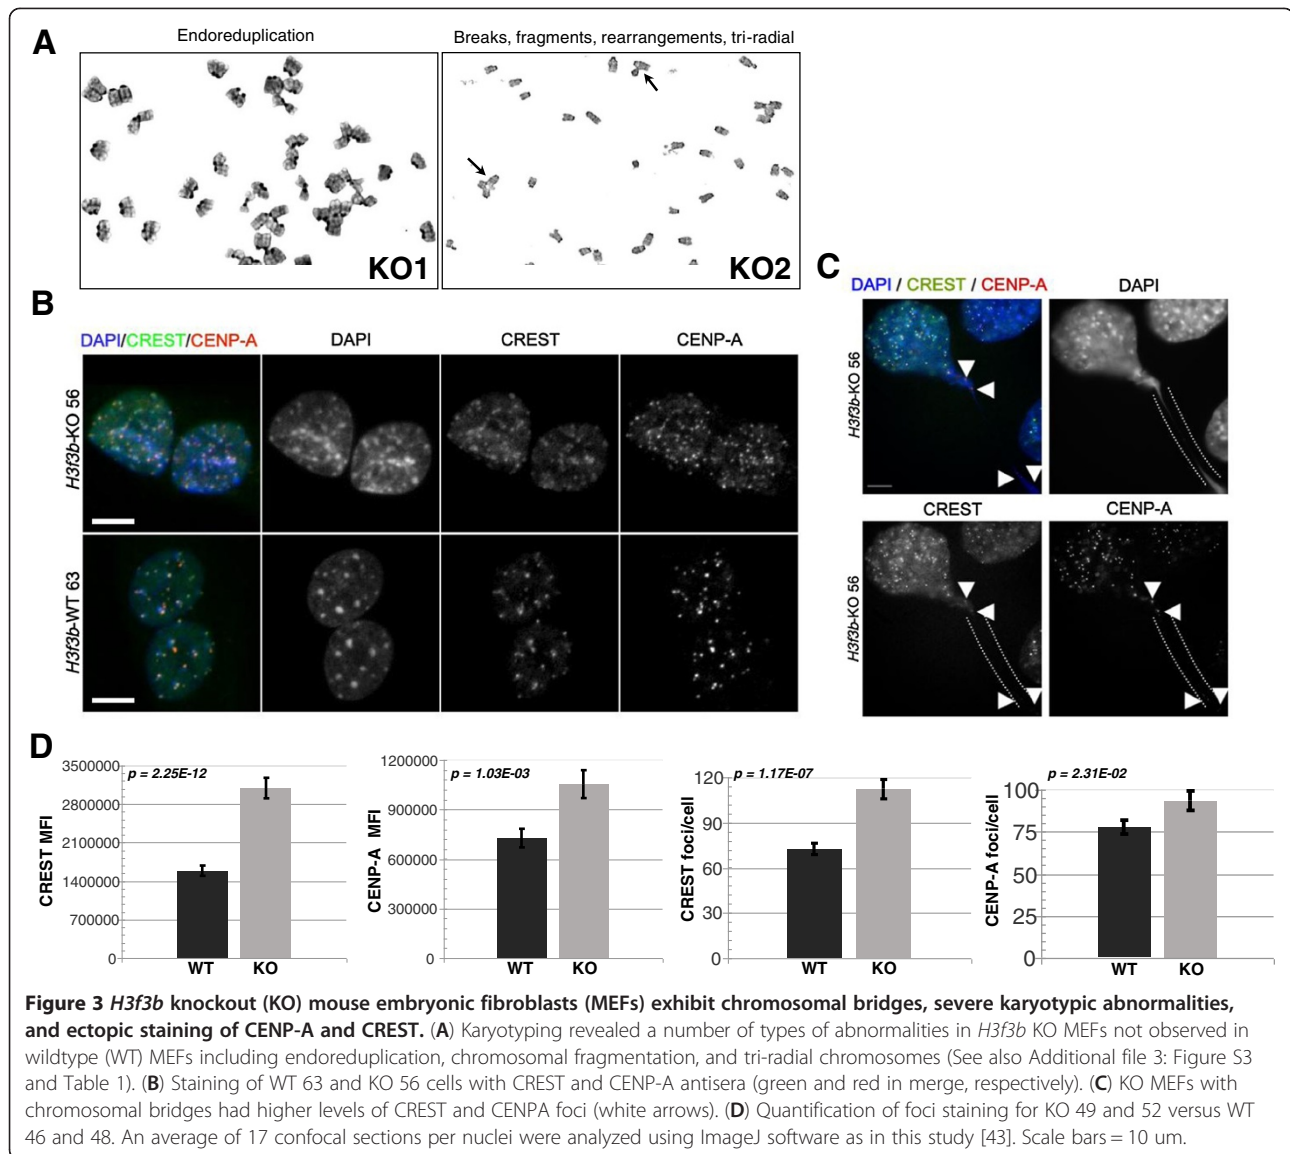 A
Endoreduplication
Breaks, fragments, rearrangements, tri-radial
KO1
KO2
B
DAPI/CREST/CENP-A
DAPI
CREST
CENP-A
H3f3b-KO 56
H3f3b-WT 63
C
DAPI / CREST / CENP-A
DAPI
H3f3b-KO 56
CREST
CENP-A
H3f3b-KO 56
D
CREST MFI
3500000
2800000
2100000
1400000
700000
0
p = 2.25E-12
WT
KO
CENP-A MFI
1200000
900000
600000
300000
0
p = 1.03E-03
WT
KO
CREST foci/cell
120
90
60
30
0
p = 1.17E-07
WT
KO
CENP-A foci/cell
100
75
50
25
0
p = 2.31E-02
WT
KO
Figure 3 H3f3b knockout (KO) mouse embryonic fibroblasts (MEFs) exhibit chromosomal bridges, severe karyotypic abnormalities,
and ectopic staining of CENP-A and CREST. (A) Karyotyping revealed a number of types of abnormalities in H3f3b KO MEFs not observed in
wildtype (WT) MEFs including endoreduplication, chromosomal fragmentation, and tri-radial chromosomes (See also Additional file 3: Figure S3
and Table 1). (B) Staining of WT 63 and KO 56 cells with CREST and CENP-A antisera (green and red in merge, respectively). (C) KO MEFs with
chromosomal bridges had higher levels of CREST and CENPA foci (white arrows). (D) Quantification of foci staining for KO 49 and 52 versus WT
46 and 48. An average of 17 confocal sections per nuclei were analyzed using ImageJ software as in this study [43]. Scale bars = 10 um.